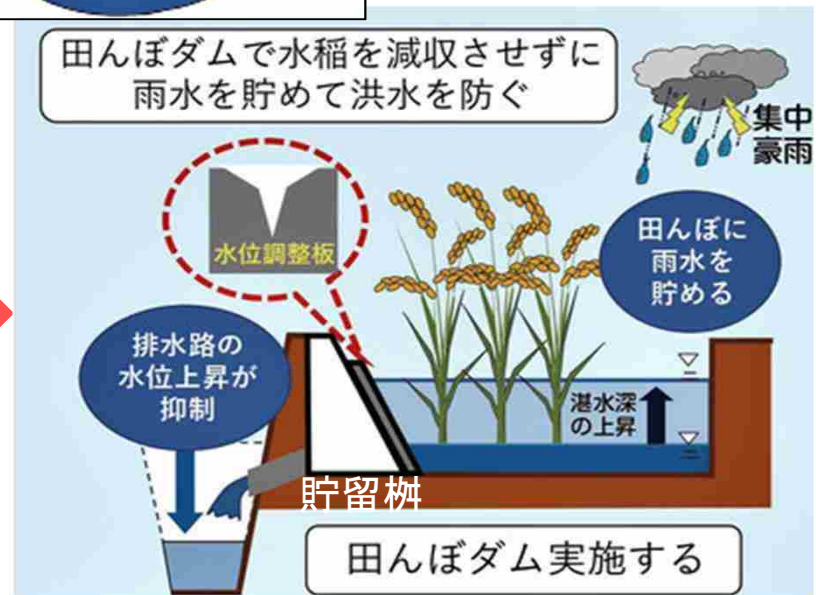 田んぼダムで水稲を減収させずに
雨水を貯めて洪水を防ぐ
集中
豪雨
水位調整板
田んぼに
雨水を
貯める
排水路の
水位上昇が
抑制
湛水深
の上昇
貯留桝
田んぼダム実施する